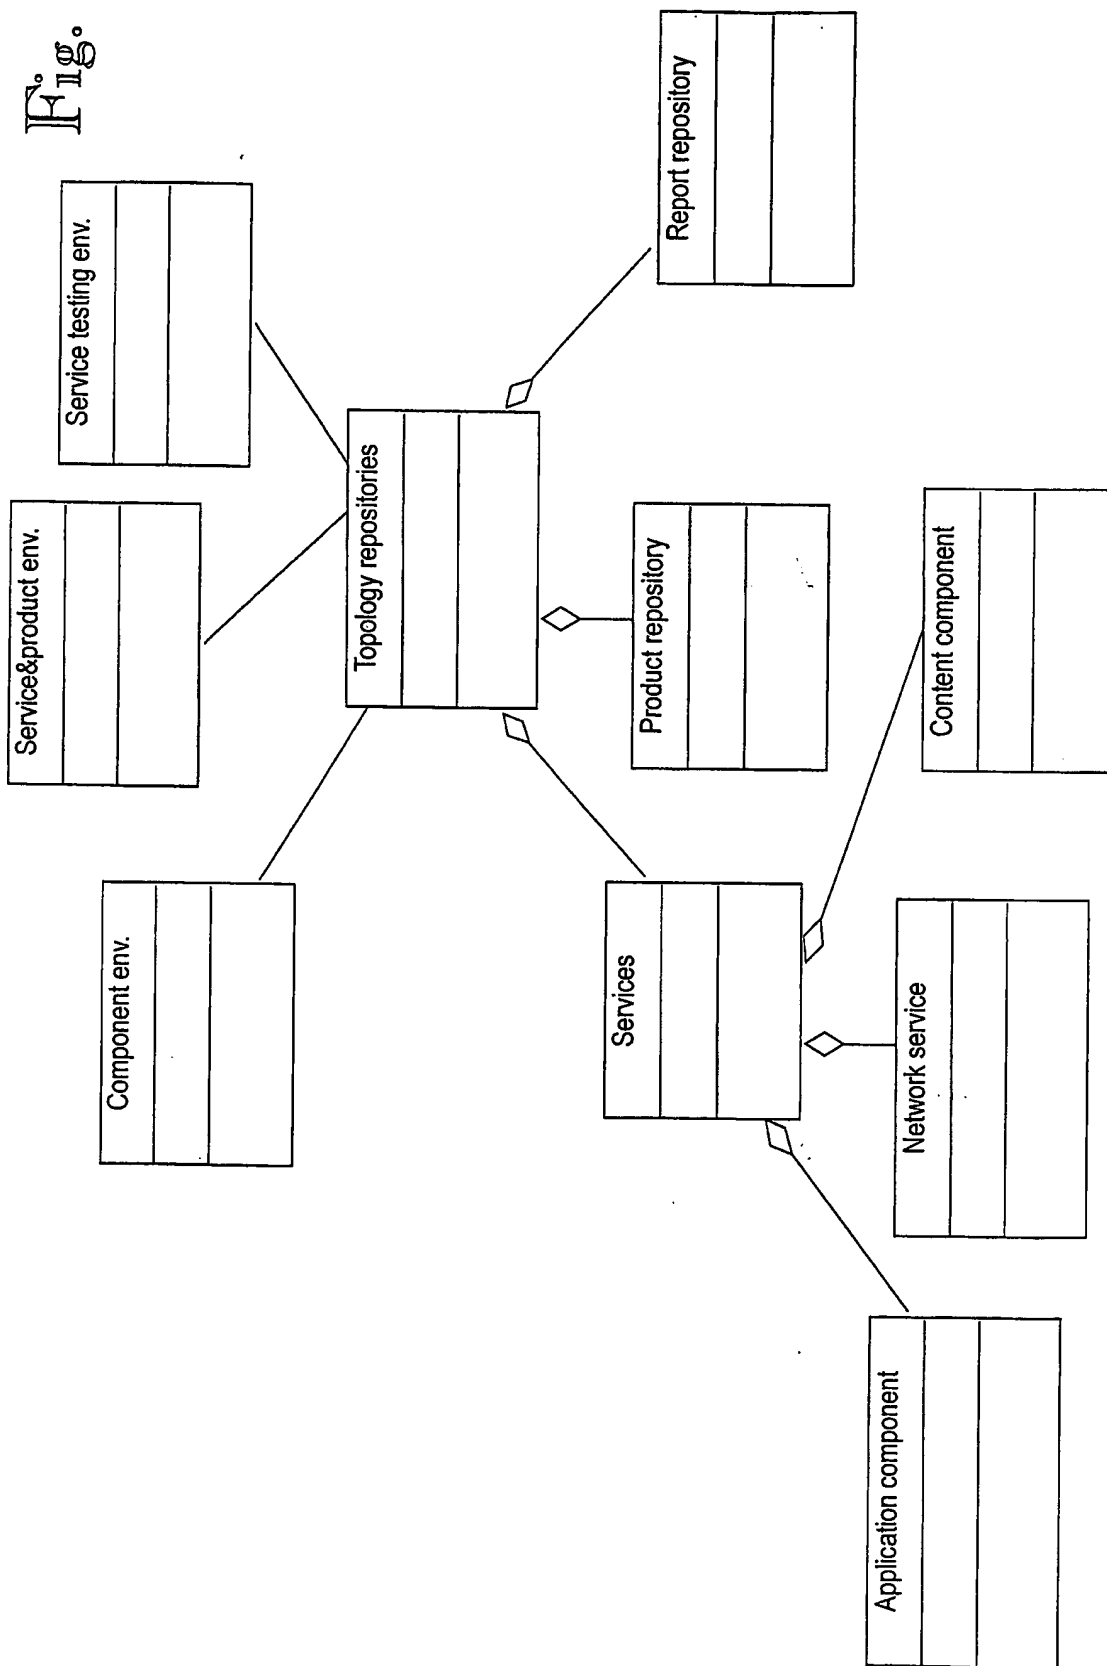 Fig.
Service&product env.
Service testing env.
Component env.
Topology repositories
Services
Product repository
Report repository
Application component
Network service
Content component